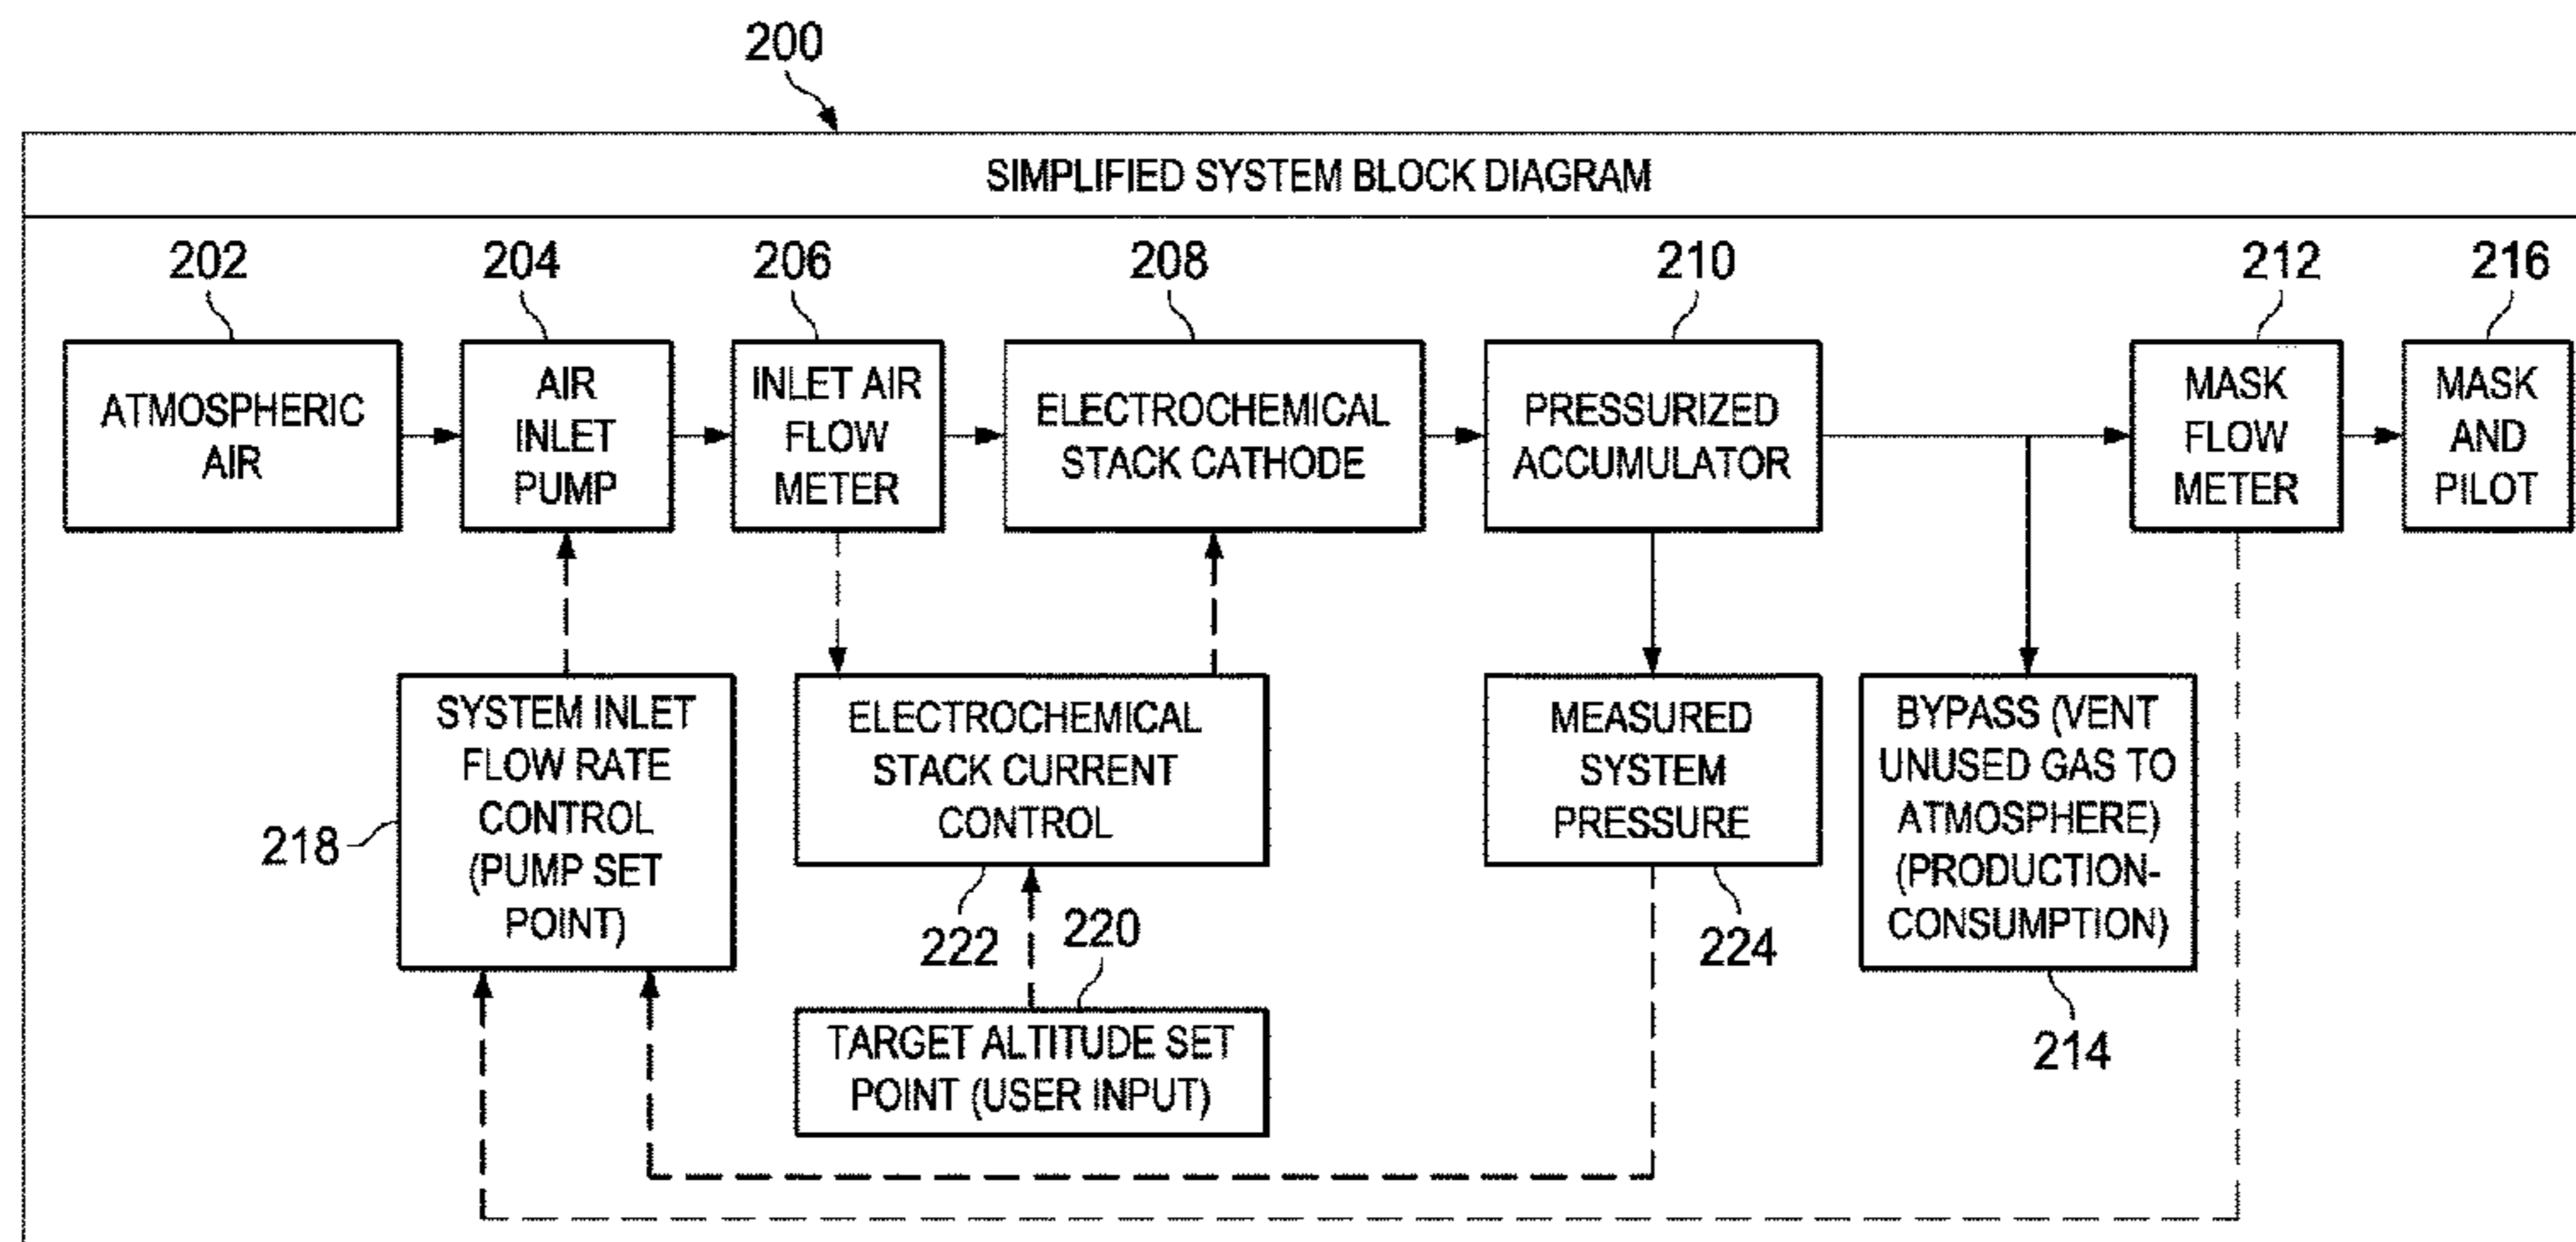 200
SIMPLIFIED SYSTEM BLOCK DIAGRAM
202
204
206
208
210
212
216
ATMOSPHERIC
AIR
AIR
INLET
PUMP
INLET AIR
FLOW
METER
ELECTROCHEMICAL
STACK CATHODE
PRESSURIZED
ACCUMULATOR
MASK
FLOW
METER
MASK
AND
PILOT
SYSTEM INLET
FLOW RATE
CONTROL
(PUMP SET
POINT)
218
ELECTROCHEMICAL
STACK CURRENT
CONTROL
222
220
TARGET ALTITUDE SET
POINT (USER INPUT)
MEASURED
SYSTEM
PRESSURE
224
BYPASS (VENT
UNUSED GAS TO
ATMOSPHERE)
(PRODUCTION-
CONSUMPTION)
214